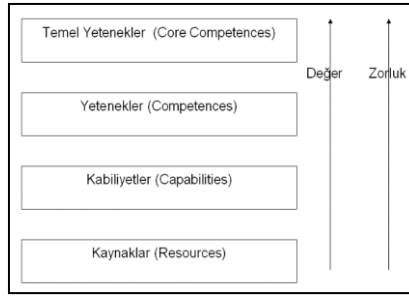 Temel Yetenekler (Core Competences)
Değer
Zorluk
Yetenekler (Competences)
Kabiliyetler (Capabilities)
Kaynaklar (Resources)